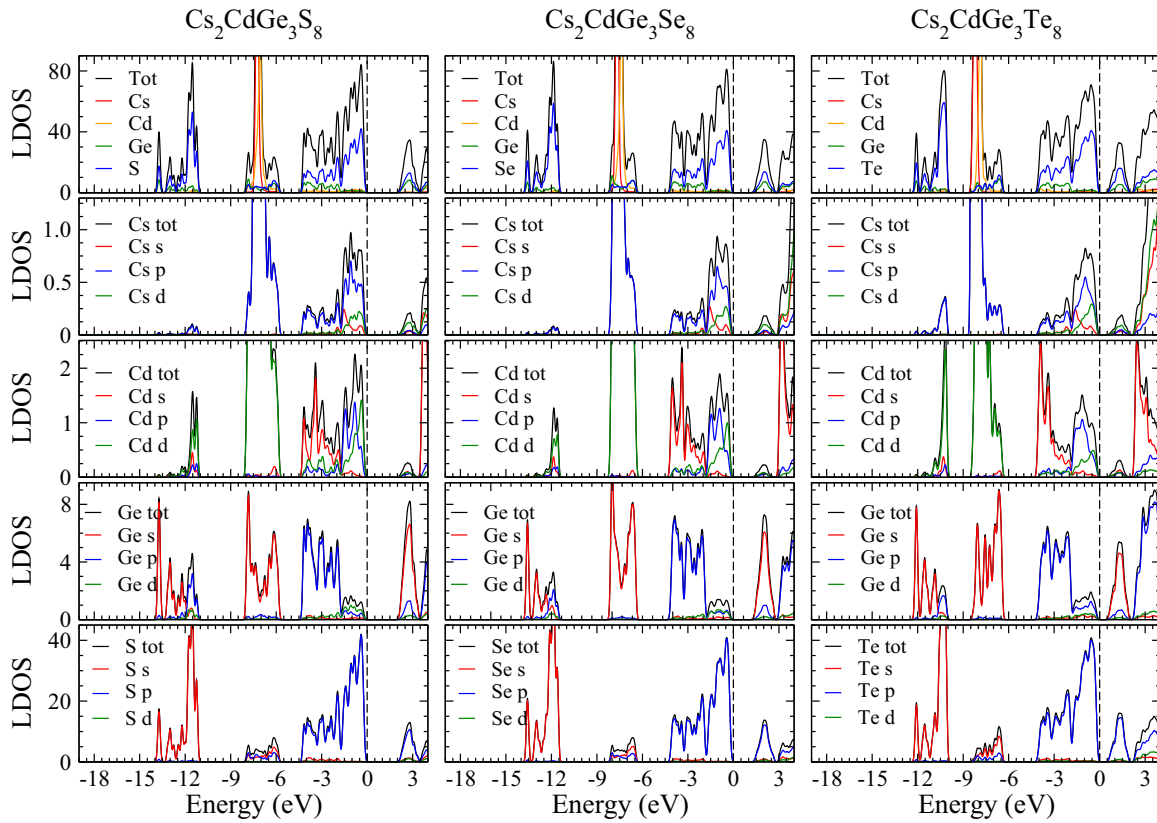 Cs2CdGe3S8 Cs2CdGe3Se8 Cs2CdGe3Te8
LDOS
80
40
0
Tot
Cs
Cd
Ge
S
Tot
Cs
Cd
Ge
Se
Tot
Cs
Cd
Ge
Te
LDOS
1.0
0.5
0
Cs tot
Cs s
Cs p
Cs d
Cs tot
Cs s
Cs p
Cs d
Cs tot
Cs s
Cs p
Cs d
LDOS
2
1
0
Cd tot
Cd s
Cd p
Cd d
Cd tot
Cd s
Cd p
Cd d
Cd tot
Cd s
Cd p
Cd d
LDOS
8
4
0
Ge tot
Ge s
Ge p
Ge d
Ge tot
Ge s
Ge p
Ge d
Ge tot
Ge s
Ge p
Ge d
LDOS
40
20
0
S tot
S s
S p
S d
Se tot
Se s
Se p
Se d
Te tot
Te s
Te p
Te d
-18 -15 -12 -9 -6 -3 0 -18 -15 -12 -9 -6 -3 0 -18 -15 -12 -9 -6 -3 0 3
Energy (eV) Energy (eV) Energy (eV)